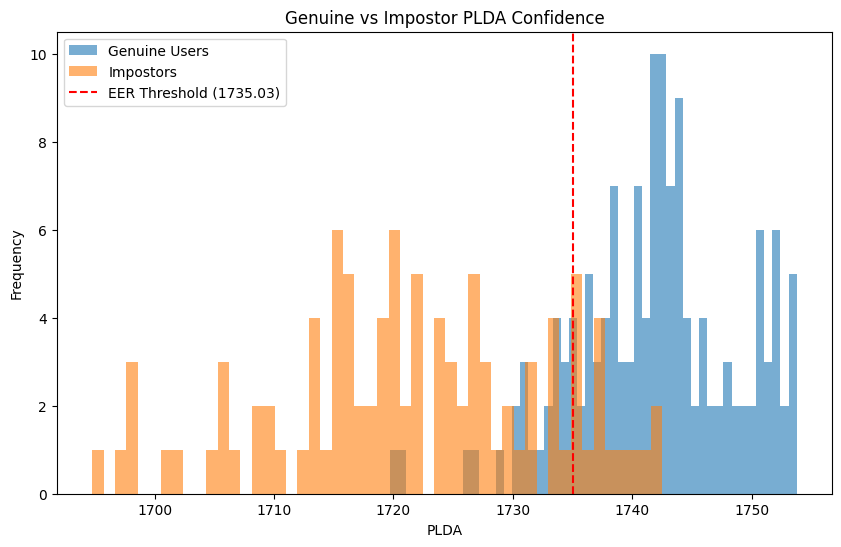 Genuine vs Impostor PLDA Confidence
Genuine Users
Impostors
EER Threshold (1735.03)
Frequency
10
8
6
4
2
0
1700 1710 1720 1730 1740 1750
PLDA